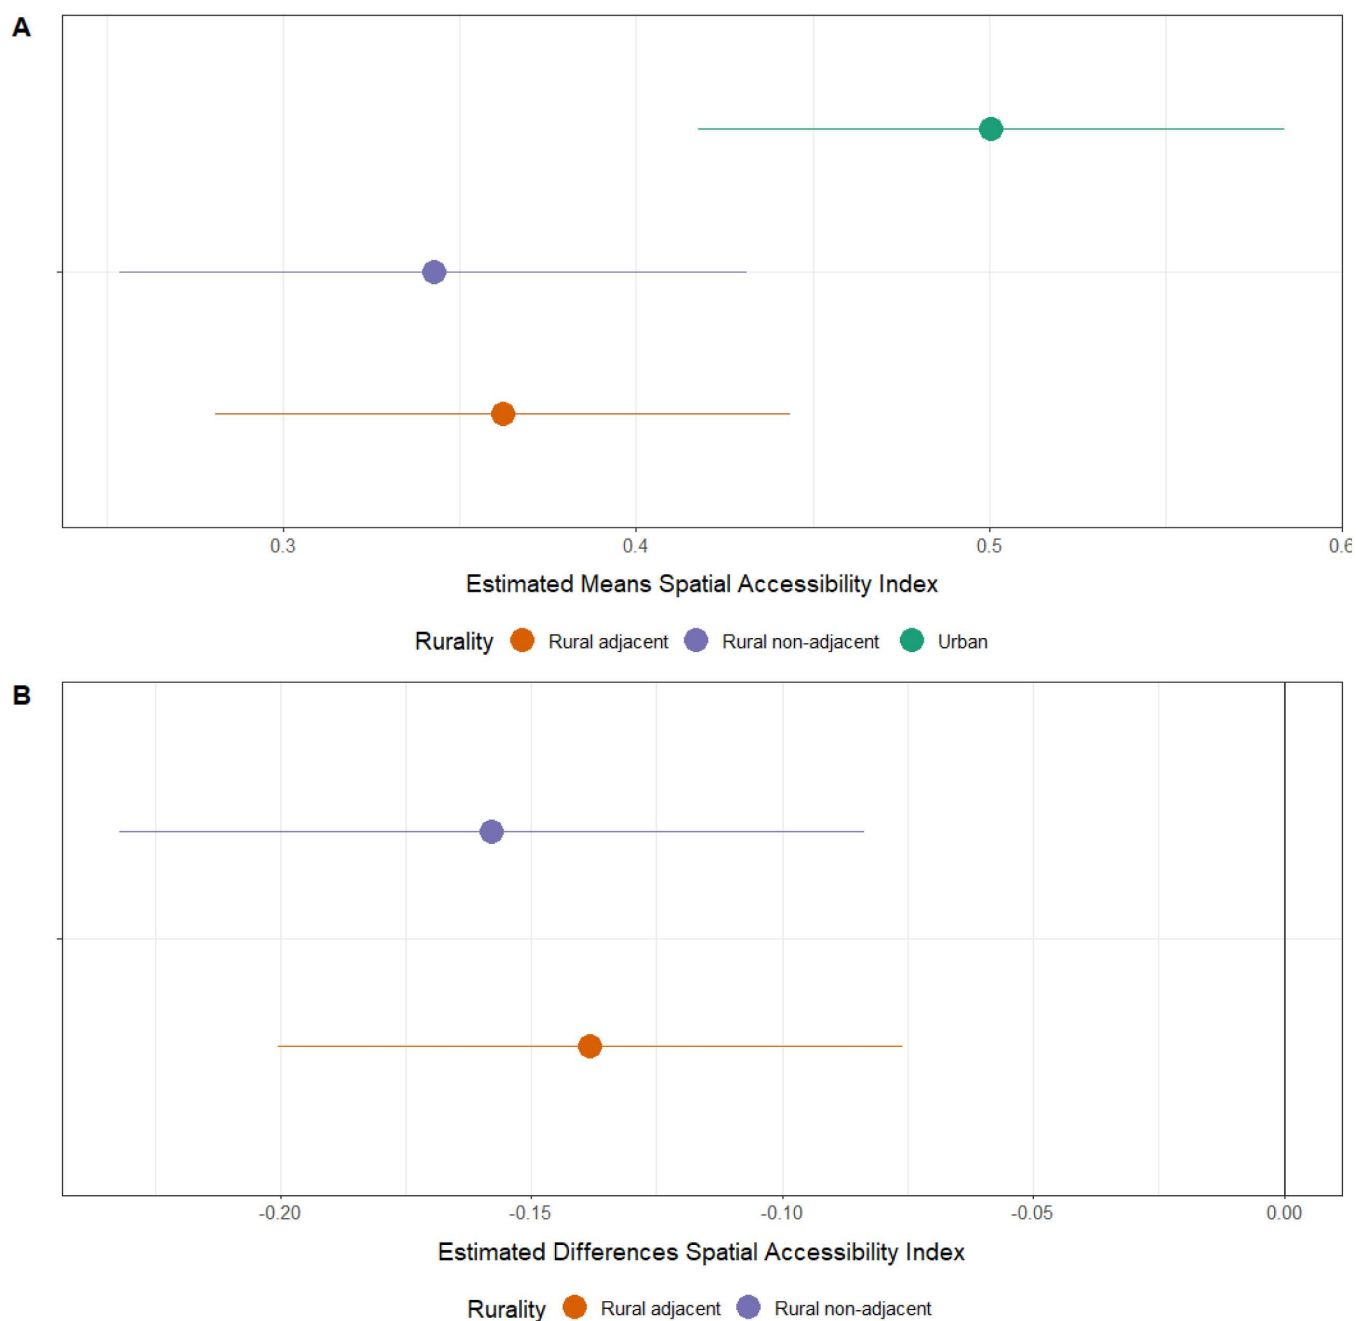 A
0.3 0.4 0.5 0.6
Estimated Means Spatial Accessibility Index
Rurality Rural adjacent Rural non-adjacent Urban
B
-0.20 -0.15 -0.10 -0.05 0.00
Estimated Differences Spatial Accessibility Index
Rurality Rural adjacent Rural non-adjacent